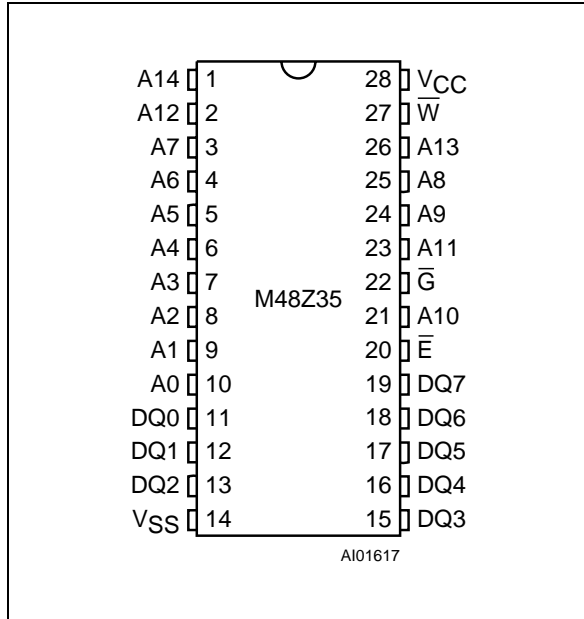 A14 1 28 VCC
A12 2 27 W̅
A7 3 26 A13
A6 4 25 A8
A5 5 24 A9
A4 6 23 A11
A3 7 22 G̅
M48Z35
A2 8 21 A10
A1 9 20 E̅
A0 10 19 DQ7
DQ0 11 18 DQ6
DQ1 12 17 DQ5
DQ2 13 16 DQ4
VSS 14 15 DQ3
AI01617